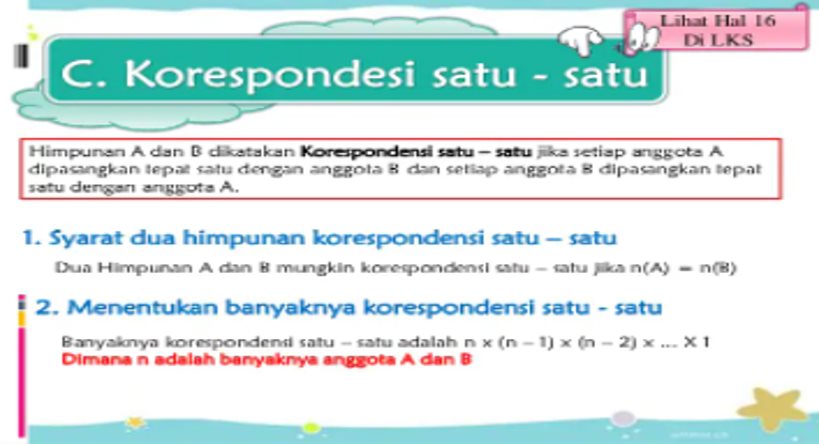 Lihat Hal 16
Di LKS
C. Korespondesi satu - satu
Himpunan A dan B dikatakan Korespondensi satu – satu jika setiap anggota A
dipasangkan tepat satu dengan anggota B dan setiap anggota B dipasangkan tepat
satu dengan anggota A.
1. Syarat dua himpunan korespondensi satu – satu
Dua Himpunan A dan B mungkin korespondensi satu – satu jika n(A) = n(B)
2. Menentukan banyaknya korespondensi satu - satu
Banyaknya korespondensi satu – satu adalah n x (n – 1) x (n – 2) x ... X 1
Dimana n adalah banyaknya anggota A dan B